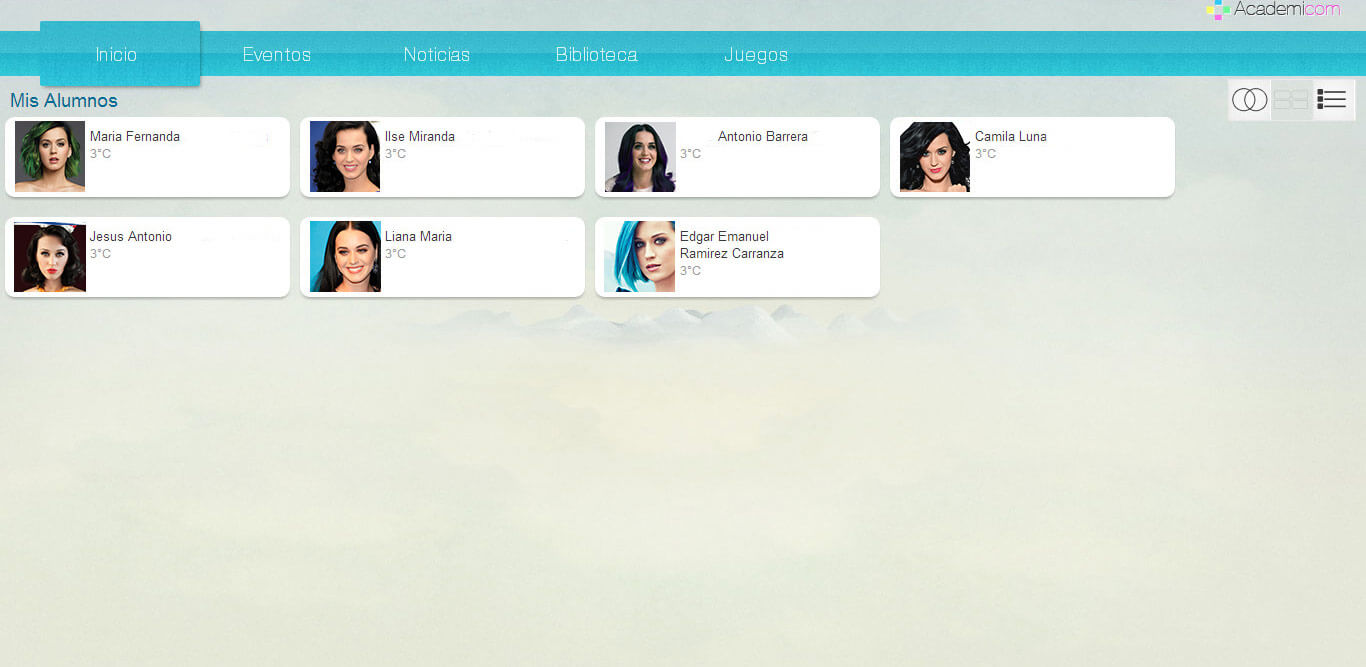 Academicom
Inicio
Eventos
Noticias
Biblioteca
Juegos
Mis Alumnos
Maria Fernanda
3°C
Ilse Miranda
3°C
Antonio Barrera
3°C
Camila Luna
3°C
Jesus Antonio
3°C
Liana Maria
3°C
Edgar Emanuel
Ramirez Carranza
3°C